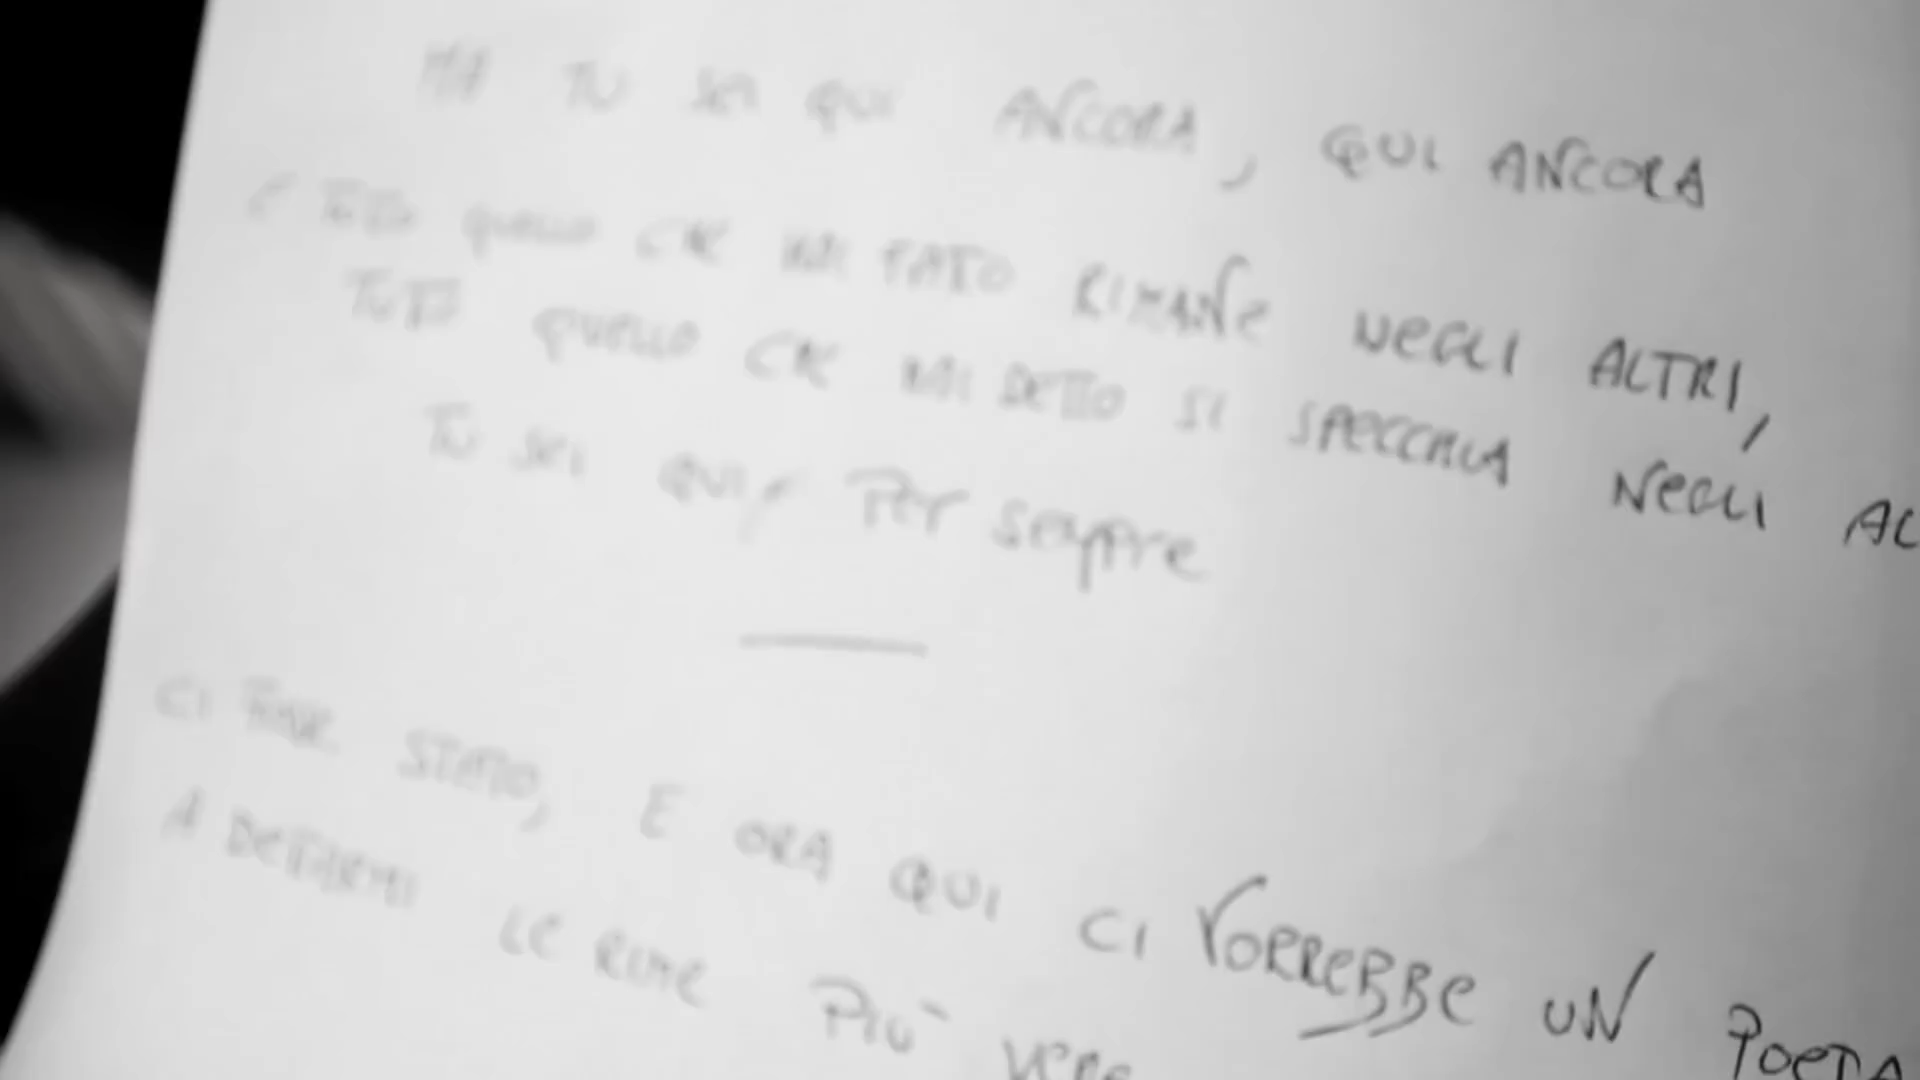 MA TU SEI QUI ANCORA, QUI ANCORA
E TUTTO QUELLO CHE HAI FATTO RIMANE NEGLI ALTRI,
TUTTO QUELLO CHE HAI DETTO SI SPECCHIA NEGLI AL
TU SEI QUI, PER SEMPRE
CI STATO, E ORA QUI CI VORREBBE UN POETA
A DETTARMI LE RIME PIÙ VERE